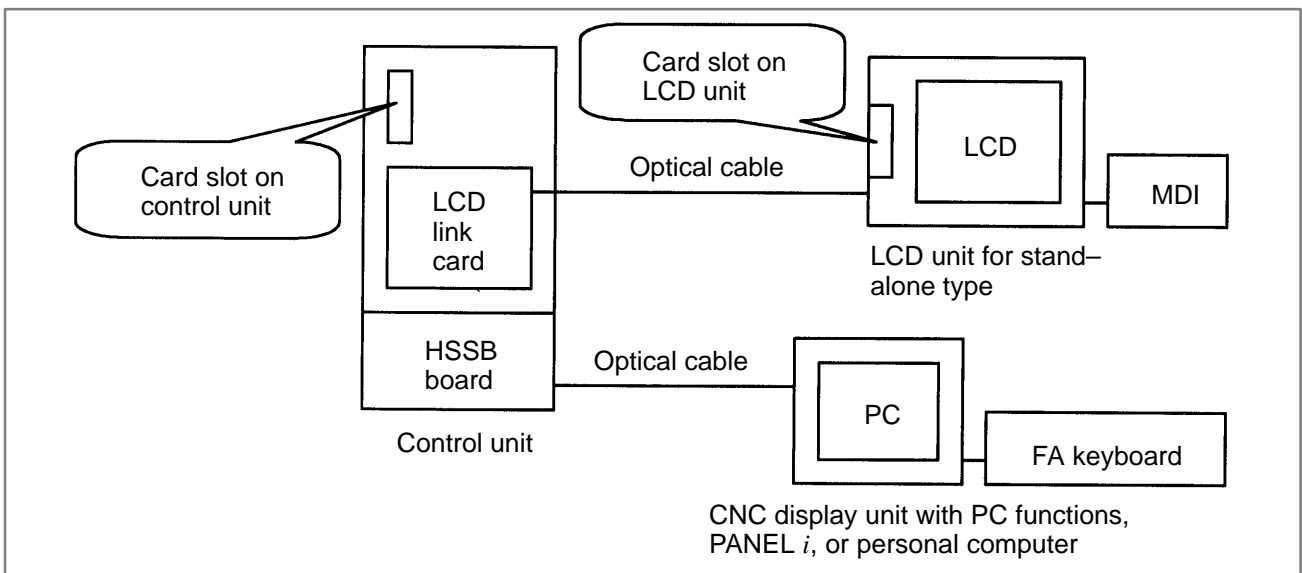 Card slot on
LCD unit
Card slot on
control unit
LCD
link
card
Optical cable
LCD
MDI
LCD unit for stand–
alone type
HSSB
board
Optical cable
PC
FA keyboard
Control unit
CNC display unit with PC functions,
PANEL i, or personal computer